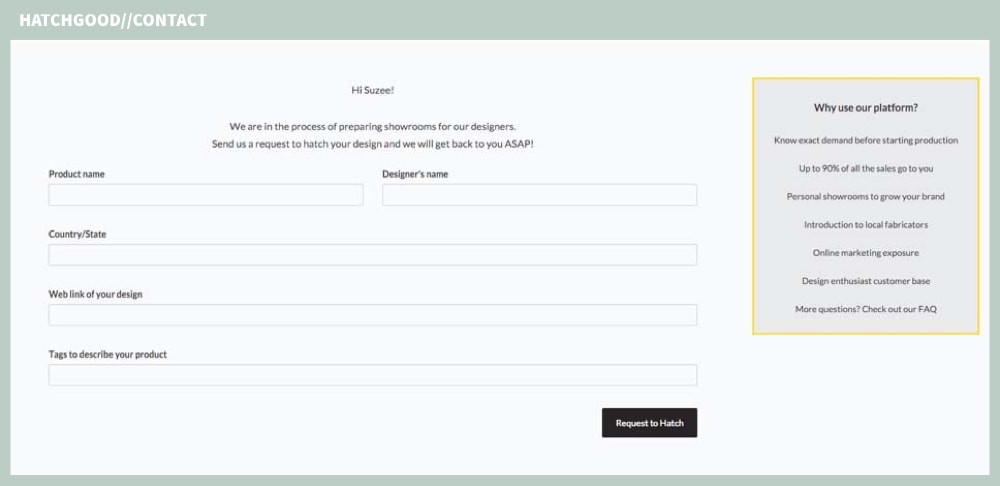 HATCHGOOD//CONTACT
Hi Suzee!
We are in the process of preparing showrooms for our designers.
Send us a request to hatch your design and we will get back to you ASAP!
Product name
Designer's name
Country/State
Web link of your design
Tags to describe your product
Request to Hatch
Why use our platform?
Know exact demand before starting production
Up to 90% of all the sales go to you
Personal showrooms to grow your brand
Introduction to local fabricators
Online marketing exposure
Design enthusiast customer base
More questions? Check out our FAQ